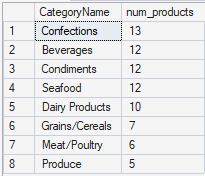 CategoryName num_products
1 Confections 13
2 Beverages 12
3 Condiments 12
4 Seafood 12
5 Dairy Products 10
6 Grains/Cereals 7
7 Meat/Poultry 6
8 Produce 5